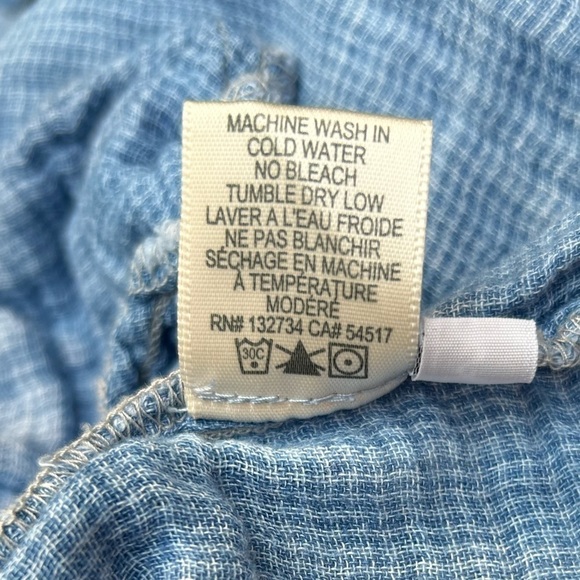 MACHINE WASH IN
COLD WATER
NO BLEACH
TUMBLE DRY LOW
LAVER A L'EAU FROIDE
NE PAS BLANCHIR
SÉCHAGE EN MACHINE
À TEMPÉRATURE
MODÉRÉ
RN# 132734 CA# 54517
30C